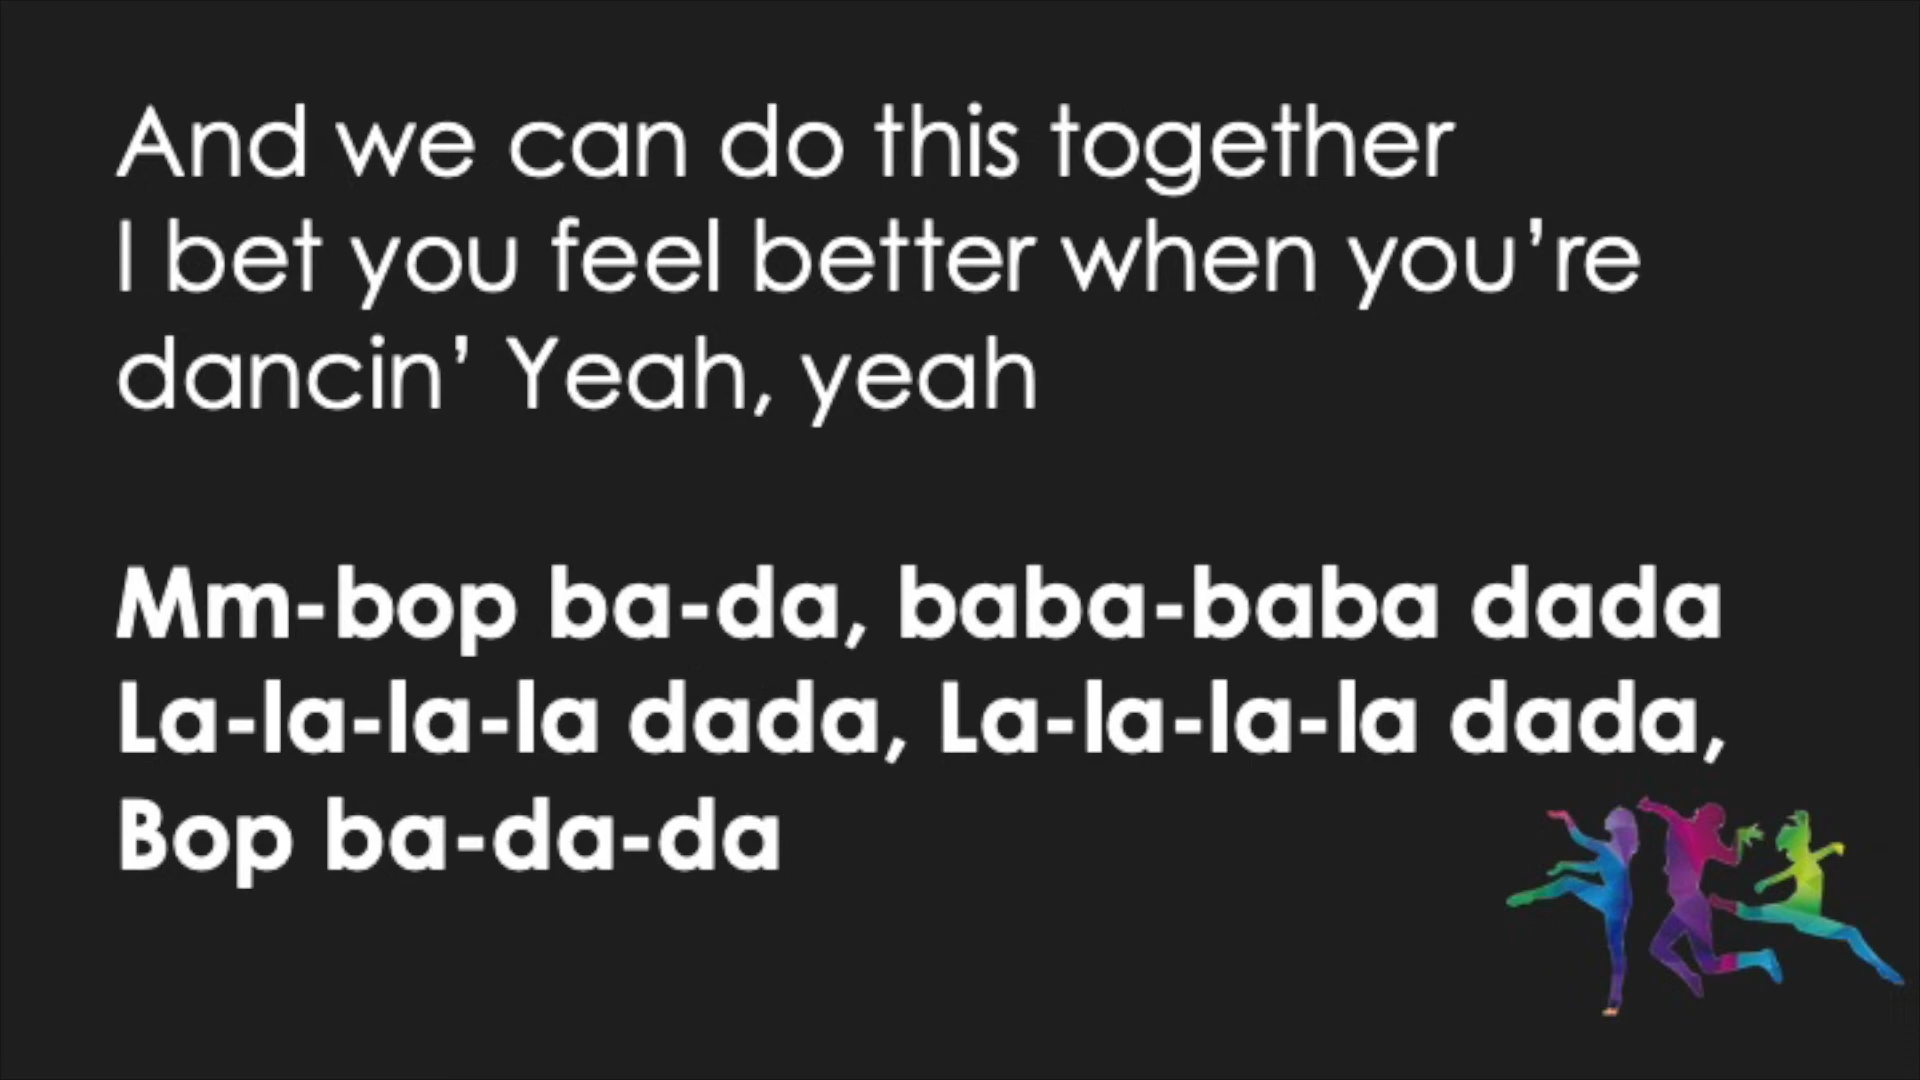 And we can do this together
I bet you feel better when you’re
dancin’ Yeah, yeah
Mm-bop ba-da, baba-baba dada
La-la-la-la dada, La-la-la-la dada,
Bop ba-da-da